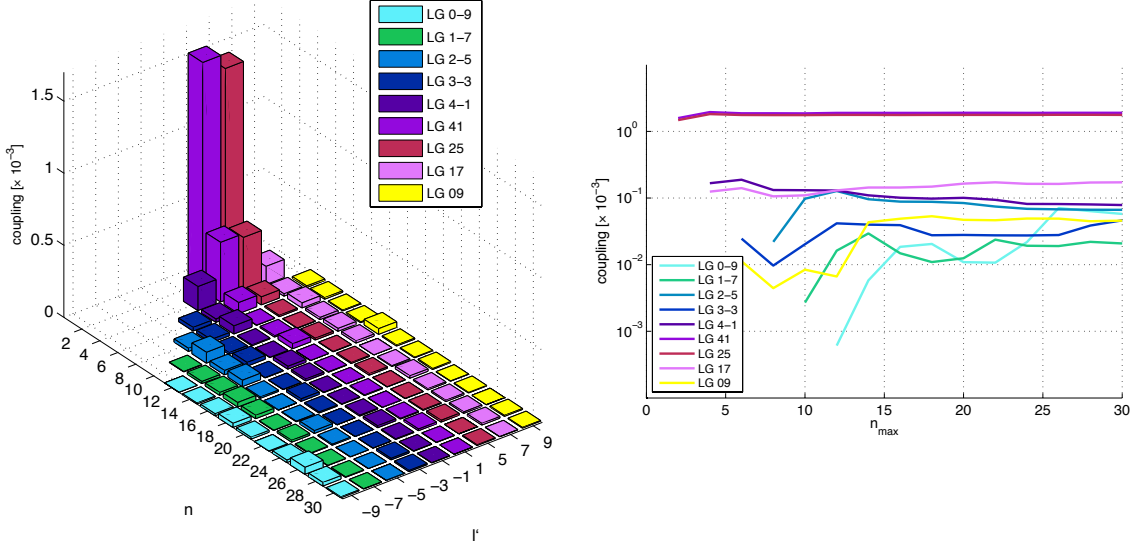 LG 0−9
LG 1−7
LG 2−5
LG 3−3
LG 4−1
LG 41
LG 25
LG 17
LG 09
coupling [× 10⁻³]
1.5
1
0.5
0
2
4
6
8
10
12
14
16
18
20
22
24
26
28
30
n
−9
−7
−5
−3
−1
1
5
7
9
l‘
coupling [× 10⁻³]
10⁰
10⁻¹
10⁻²
10⁻³
LG 0−9
LG 1−7
LG 2−5
LG 3−3
LG 4−1
LG 41
LG 25
LG 17
LG 09
0 5 10 15 20 25 30
n_max